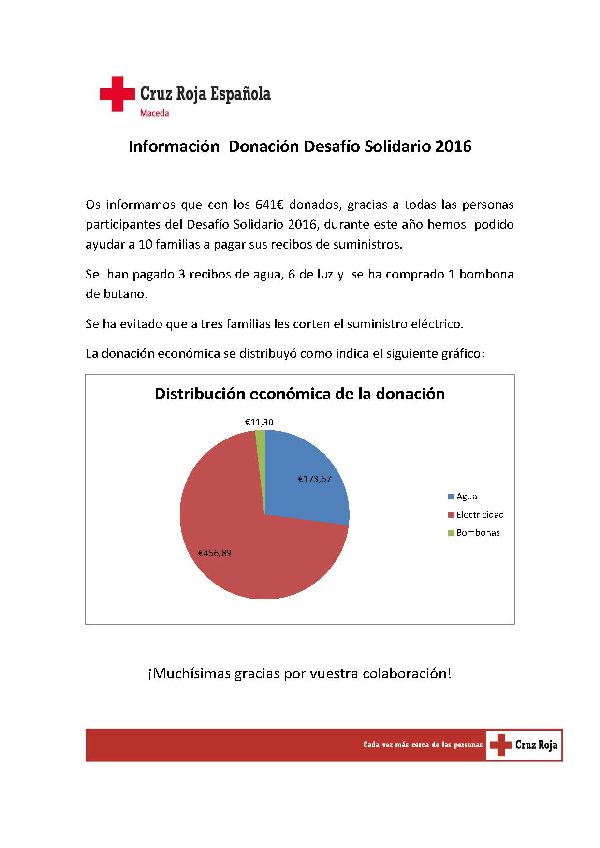 Cruz Roja Española
Maceda
Información Donación Desafío Solidario 2016
Os informamos que con los 641€ donados, gracias a todas las personas
participantes del Desafío Solidario 2016, durante este año hemos podido
ayudar a 10 familias a pagar sus recibos de suministros.
Se han pagado 3 recibos de agua, 6 de luz y se ha comprado 1 bombona
de butano.
Se ha evitado que a tres familias les corten el suministro eléctrico.
La donación económica se distribuyó como indica el siguiente gráfico:
Distribución económica de la donación
€11,30
€173,67
Agua
Electricidad
Bombonas
€456,89
¡Muchísimas gracias por vuestra colaboración!
Cada vez más cerca de las personas
Cruz Roja